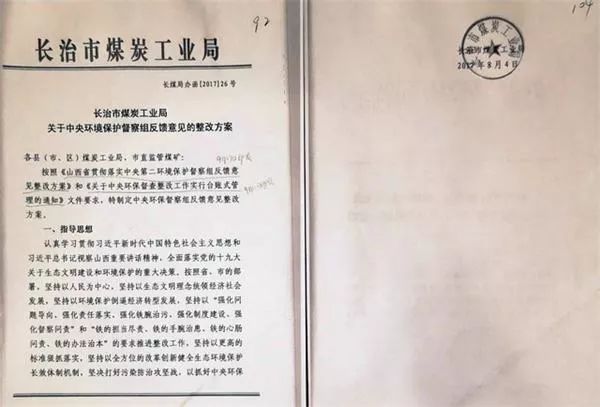 92
长治市煤炭工业局
长煤局办函[2017]26号
长治市煤炭工业局
关于中央环境保护督察组反馈意见的整改方案
各县（市、区）煤炭工业局、市直监管煤矿：
按照《山西省贯彻落实中央第二环境保护督察组反馈意
见整改方案》和《关于中央环保督查整改工作实行台账式管
理的通知》文件要求，特制定中央环保督察组反馈意见整改
方案。
一、指导思想
认真学习贯彻习近平新时代中国特色社会主义思想和
习近平总书记视察山西重要讲话精神，全面落实党的十九大
关于生态文明建设和环境保护的重大决策，按照省、市的部
署，坚持以人民为中心，坚持以生态文明理念统领经济社会
发展，坚持以环境保护倒逼经济转型发展，坚持以“强化问
题导向、强化责任落实、强化铁腕治污、强化制度建设、强
化督察问责”和“铁的担当尽责、铁的手腕治患、铁的心肠
问责、铁的办法治本”的要求推进整改工作，坚持以更高的
标准狠抓落实，坚持以全方位的改革创新健全生态环境保护
长效体制机制，坚决打好污染防治攻坚战，以抓好中央环保
104
长治市煤炭工业局
长治市煤炭工业局
2017年8月4日